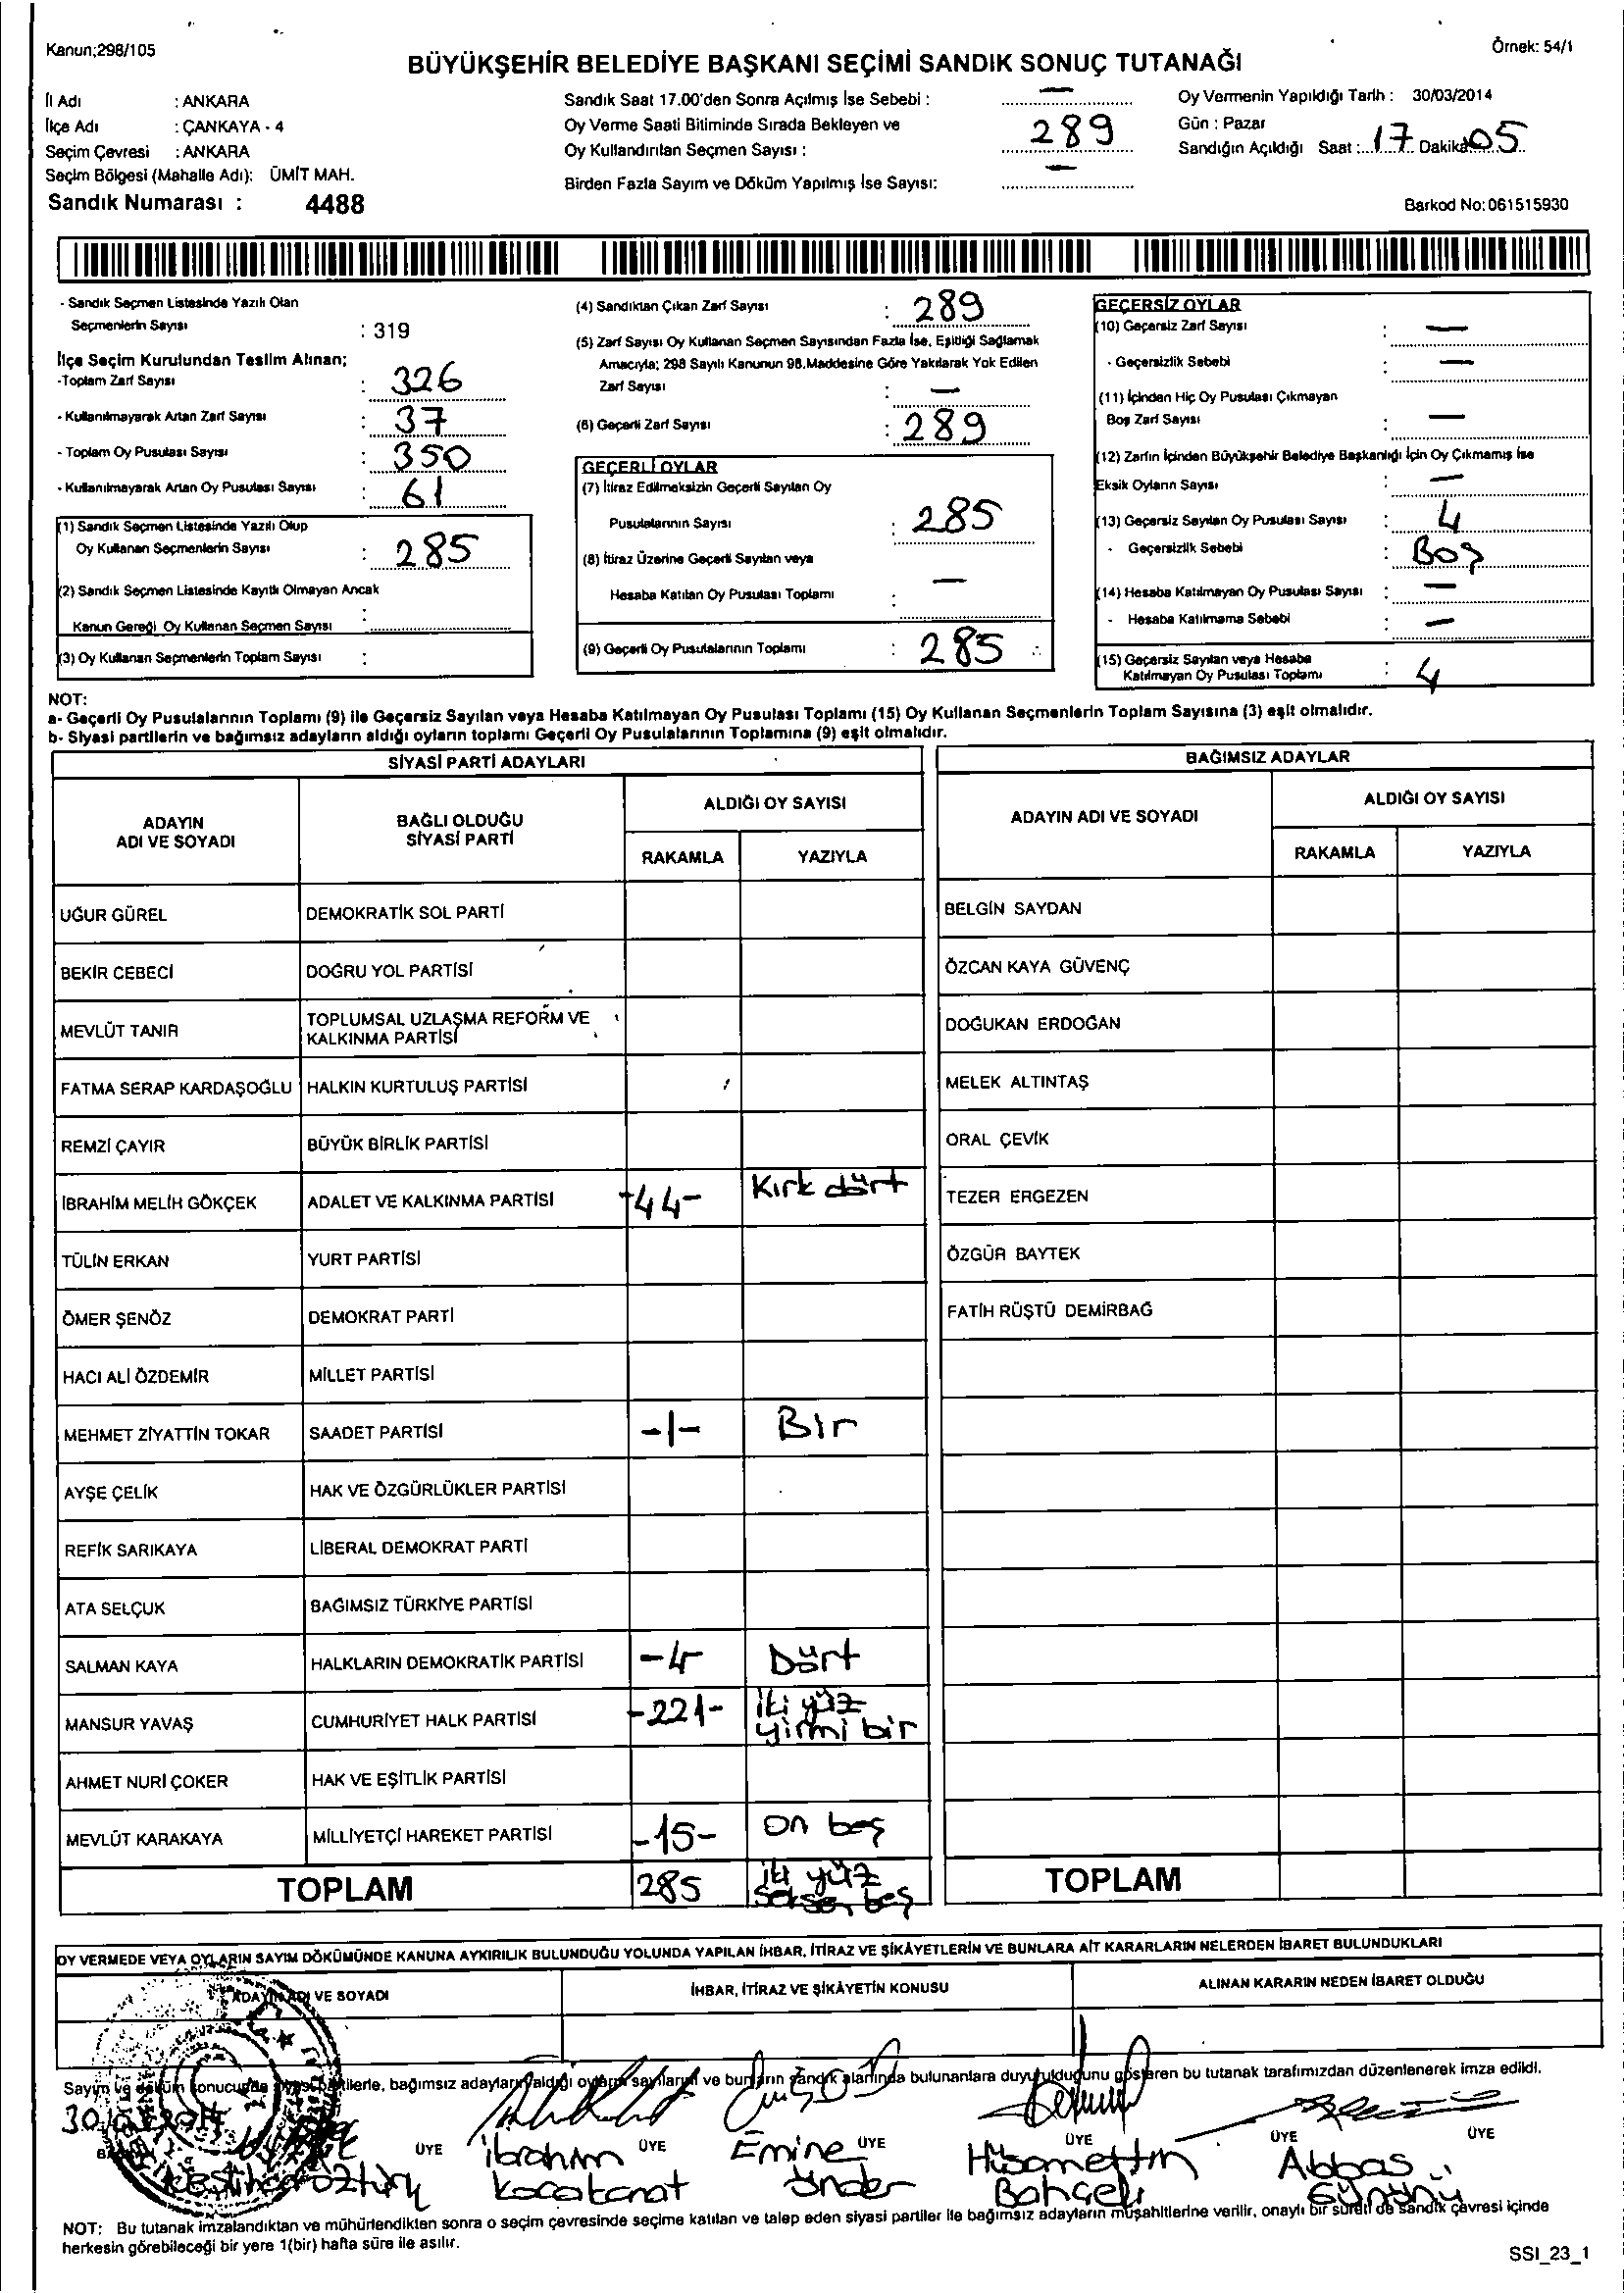 Kanun;298/105
Örnek: 54/1
BÜYÜKŞEHİR BELEDİYE BAŞKANI SEÇİMİ SANDIK SONUÇ TUTANAĞI
İl Adı : ANKARA
İlçe Adı : ÇANKAYA - 4
Seçim Çevresi : ANKARA
Seçim Bölgesi (Mahalle Adı): ÜMİT MAH.
Sandık Numarası : 4488
Sandık Saat 17.00'den Sonra Açılmış İse Sebebi : —
Oy Verme Saati Bitiminde Sırada Bekleyen ve
Oy Kullandırılan Seçmen Sayısı : 289
Birden Fazla Sayım ve Döküm Yapılmış İse Sayısı: —
Oy Vermenin Yapıldığı Tarih : 30/03/2014
Gün : Pazar
Sandığın Açıldığı Saat : 17 Dakika 05
Barkod No: 061515930
- Sandık Seçmen Listesinde Yazılı Olan
Seçmenlerin Sayısı : 319
İlçe Seçim Kurulundan Teslim Alınan;
-Toplam Zarf Sayısı : 326
- Kullanılmayarak Artan Zarf Sayısı : 37
- Toplam Oy Pusulası Sayısı : 350
- Kullanılmayarak Artan Oy Pusulası Sayısı : 61
(1) Sandık Seçmen Listesinde Yazılı Olup
Oy Kullanan Seçmenlerin Sayısı : 285
(2) Sandık Seçmen Listesinde Kayıtlı Olmayan Ancak
Kanun Gereği Oy Kullanan Seçmen Sayısı :
(3) Oy Kullanan Seçmenlerin Toplam Sayısı :
(4) Sandıktan Çıkan Zarf Sayısı : 289
(5) Zarf Sayısı Oy Kullanan Seçmen Sayısından Fazla İse, Eşitliği Sağlamak
Amacıyla; 298 Sayılı Kanunun 98.Maddesine Göre Yakılarak Yok Edilen
Zarf Sayısı : —
(6) Geçerli Zarf Sayısı : 289
GEÇERLİ OYLAR
(7) İtiraz Edilmeksizin Geçerli Sayılan Oy
Pusulalarının Sayısı : 285
(8) İtiraz Üzerine Geçerli Sayılan veya
Hesaba Katılan Oy Pusulası Toplamı : —
(9) Geçerli Oy Pusulalarının Toplamı : 285
GEÇERSİZ OYLAR
(10) Geçersiz Zarf Sayısı : —
- Geçersizlik Sebebi : —
(11) İçinden Hiç Oy Pusulası Çıkmayan
Boş Zarf Sayısı : —
(12) Zarfın İçinden Büyükşehir Belediye Başkanlığı İçin Oy Çıkmamış İse
Eksik Oyların Sayısı : —
(13) Geçersiz Sayılan Oy Pusulası Sayısı : 4
- Geçersizlik Sebebi : Boş
(14) Hesaba Katılmayan Oy Pusulası Sayısı : —
- Hesaba Katılmama Sebebi : —
(15) Geçersiz Sayılan veya Hesaba
Katılmayan Oy Pusulası Toplamı : 4
NOT:
a- Geçerli Oy Pusulalarının Toplamı (9) ile Geçersiz Sayılan veya Hesaba Katılmayan Oy Pusulası Toplamı (15) Oy Kullanan Seçmenlerin Toplam Sayısına (3) eşit olmalıdır.
b- Siyasi partilerin ve bağımsız adayların aldığı oyların toplamı Geçerli Oy Pusulalarının Toplamına (9) eşit olmalıdır.
SİYASİ PARTİ ADAYLARI
ADAYIN ADI VE SOYADI BAĞLI OLDUĞU SİYASİ PARTİ ALDIĞI OY SAYISI
RAKAMLA YAZIYLA
UĞUR GÜREL DEMOKRATİK SOL PARTİ
BEKİR CEBECİ DOĞRU YOL PARTİSİ
MEVLÜT TANIR TOPLUMSAL UZLAŞMA REFORM VE KALKINMA PARTİSİ
FATMA SERAP KARDAŞOĞLU HALKIN KURTULUŞ PARTİSİ
REMZİ ÇAYIR BÜYÜK BİRLİK PARTİSİ
İBRAHİM MELİH GÖKÇEK ADALET VE KALKINMA PARTİSİ -44- Kırk dört
TÜLİN ERKAN YURT PARTİSİ
ÖMER ŞENÖZ DEMOKRAT PARTİ
HACI ALİ ÖZDEMİR MİLLET PARTİSİ
MEHMET ZİYATTİN TOKAR SAADET PARTİSİ -1- Bir
AYŞE ÇELİK HAK VE ÖZGÜRLÜKLER PARTİSİ
REFİK SARIKAYA LİBERAL DEMOKRAT PARTİ
ATA SELÇUK BAĞIMSIZ TÜRKİYE PARTİSİ
SALMAN KAYA HALKLARIN DEMOKRATİK PARTİSİ -4- Dört
MANSUR YAVAŞ CUMHURİYET HALK PARTİSİ -221- iki yüz yirmi bir
AHMET NURİ ÇOKER HAK VE EŞİTLİK PARTİSİ
MEVLÜT KARAKAYA MİLLİYETÇİ HAREKET PARTİSİ -15- on beş
TOPLAM 285 iki yüz seksen beş
BAĞIMSIZ ADAYLAR
ADAYIN ADI VE SOYADI ALDIĞI OY SAYISI
RAKAMLA YAZIYLA
BELGİN SAYDAN
ÖZCAN KAYA GÜVENÇ
DOĞUKAN ERDOĞAN
MELEK ALTINTAŞ
ORAL ÇEVİK
TEZER ERGEZEN
ÖZGÜR BAYTEK
FATİH RÜŞTÜ DEMİRBAĞ
TOPLAM
OY VERMEDE VEYA OYLARIN SAYIM DÖKÜMÜNDE KANUNA AYKIRILIK BULUNDUĞU YOLUNDA YAPILAN İHBAR, İTİRAZ VE ŞİKÂYETLERİN VE BUNLARA AİT KARARLARIN NELERDEN İBARET BULUNDUKLARI
ADAYIN ADI VE SOYADI İHBAR, İTİRAZ VE ŞİKÂYETİN KONUSU ALINAN KARARIN NEDEN İBARET OLDUĞU
Sayım ve döküm sonucunda siyasi partilerle, bağımsız adayların aldığı oyların sayılarını ve bunların sandık alanında bulunanlara duyurulduğunu gösteren bu tutanak tarafımızdan düzenlenerek imza edildi.
ÜYE ÜYE ÜYE ÜYE ÜYE ÜYE
öztürk
İbrahim Kocakanat
Emine Önder
Hüsamettin Bahçeli
Abbas
NOT: Bu tutanak imzalandıktan ve mühürlendikten sonra o seçim çevresinde seçime katılan ve talep eden siyasi partiler ile bağımsız adayların müşahitlerine verilir, onaylı bir sureti de sandık çevresi içinde
herkesin görebileceği bir yere 1(bir) hafta süre ile asılır.
SSI_23_1